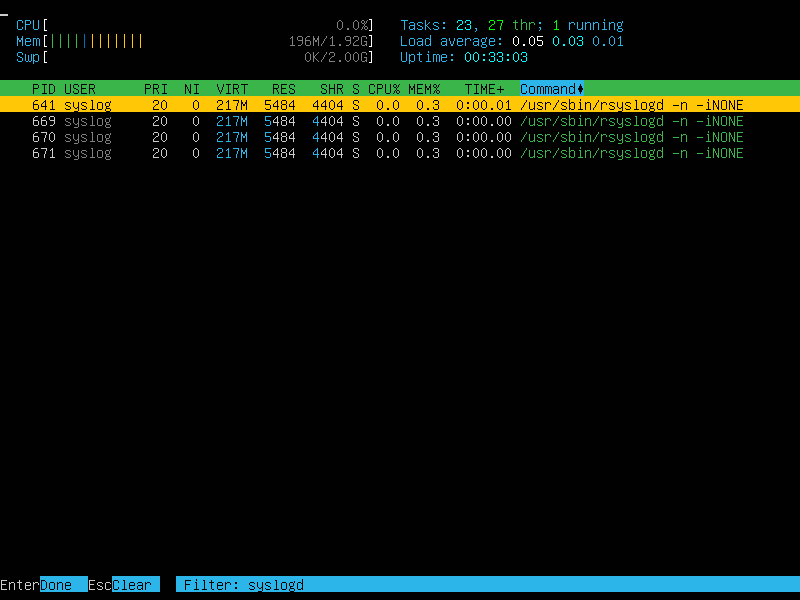 CPU[ 0.0%] Tasks: 23, 27 thr; 1 running
Mem[||||||||||||| 196M/1.92G] Load average: 0.05 0.03 0.01
Swp[ 0K/2.00G] Uptime: 00:33:03
PID USER PRI NI VIRT RES SHR S CPU% MEM% TIME+ Command
641 syslog 20 0 217M 5484 4404 S 0.0 0.3 0:00.01 /usr/sbin/rsyslogd -n -iNONE
669 syslog 20 0 217M 5484 4404 S 0.0 0.3 0:00.00 /usr/sbin/rsyslogd -n -iNONE
670 syslog 20 0 217M 5484 4404 S 0.0 0.3 0:00.00 /usr/sbin/rsyslogd -n -iNONE
671 syslog 20 0 217M 5484 4404 S 0.0 0.3 0:00.00 /usr/sbin/rsyslogd -n -iNONE
EnterDone EscClear Filter: syslogd